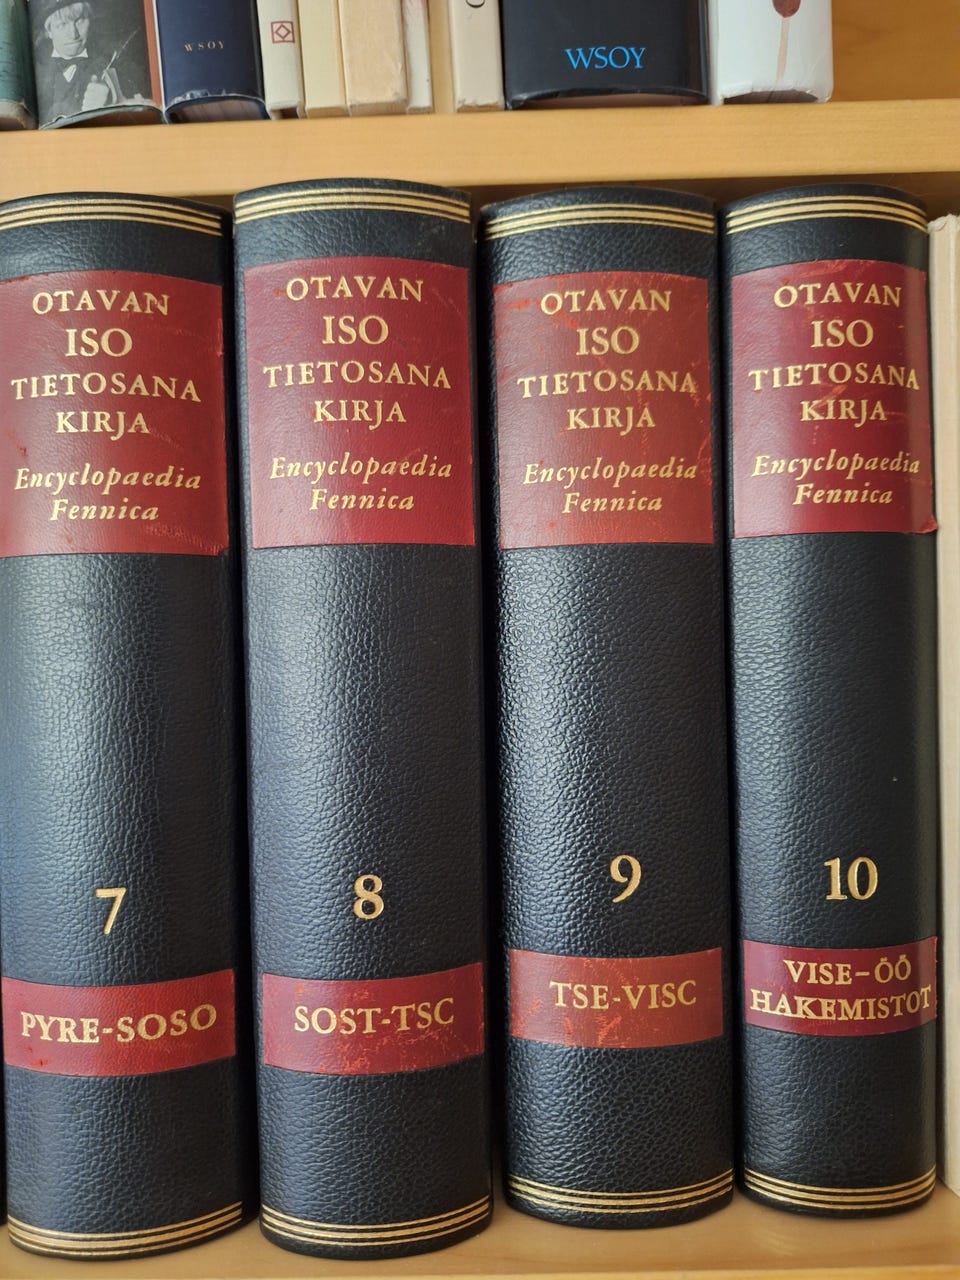 WSOY
WSOY
OTAVAN
ISO
TIETOSANA
KIRJA
Encyclopaedia
Fennica
7
PYRE-SOSO
OTAVAN
ISO
TIETOSANA
KIRJA
Encyclopaedia
Fennica
8
SOST-TSC
OTAVAN
ISO
TIETOSANA
KIRJA
Encyclopaedia
Fennica
9
TSE-VISC
OTAVAN
ISO
TIETOSANA
KIRJA
Encyclopaedia
Fennica
10
VISE-ÖÖ
HAKEMISTOT